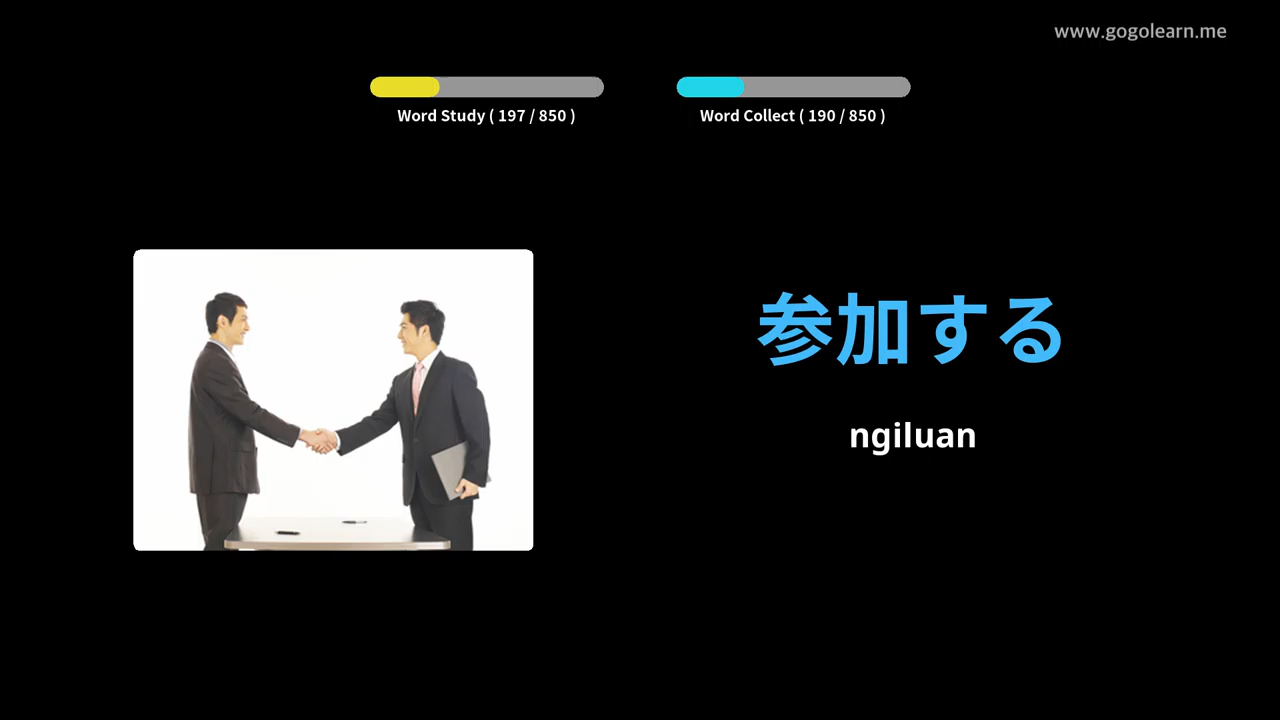 www.gogolearn.me
Word Study ( 197 / 850 )
Word Collect ( 190 / 850 )
参加する
ngiluan